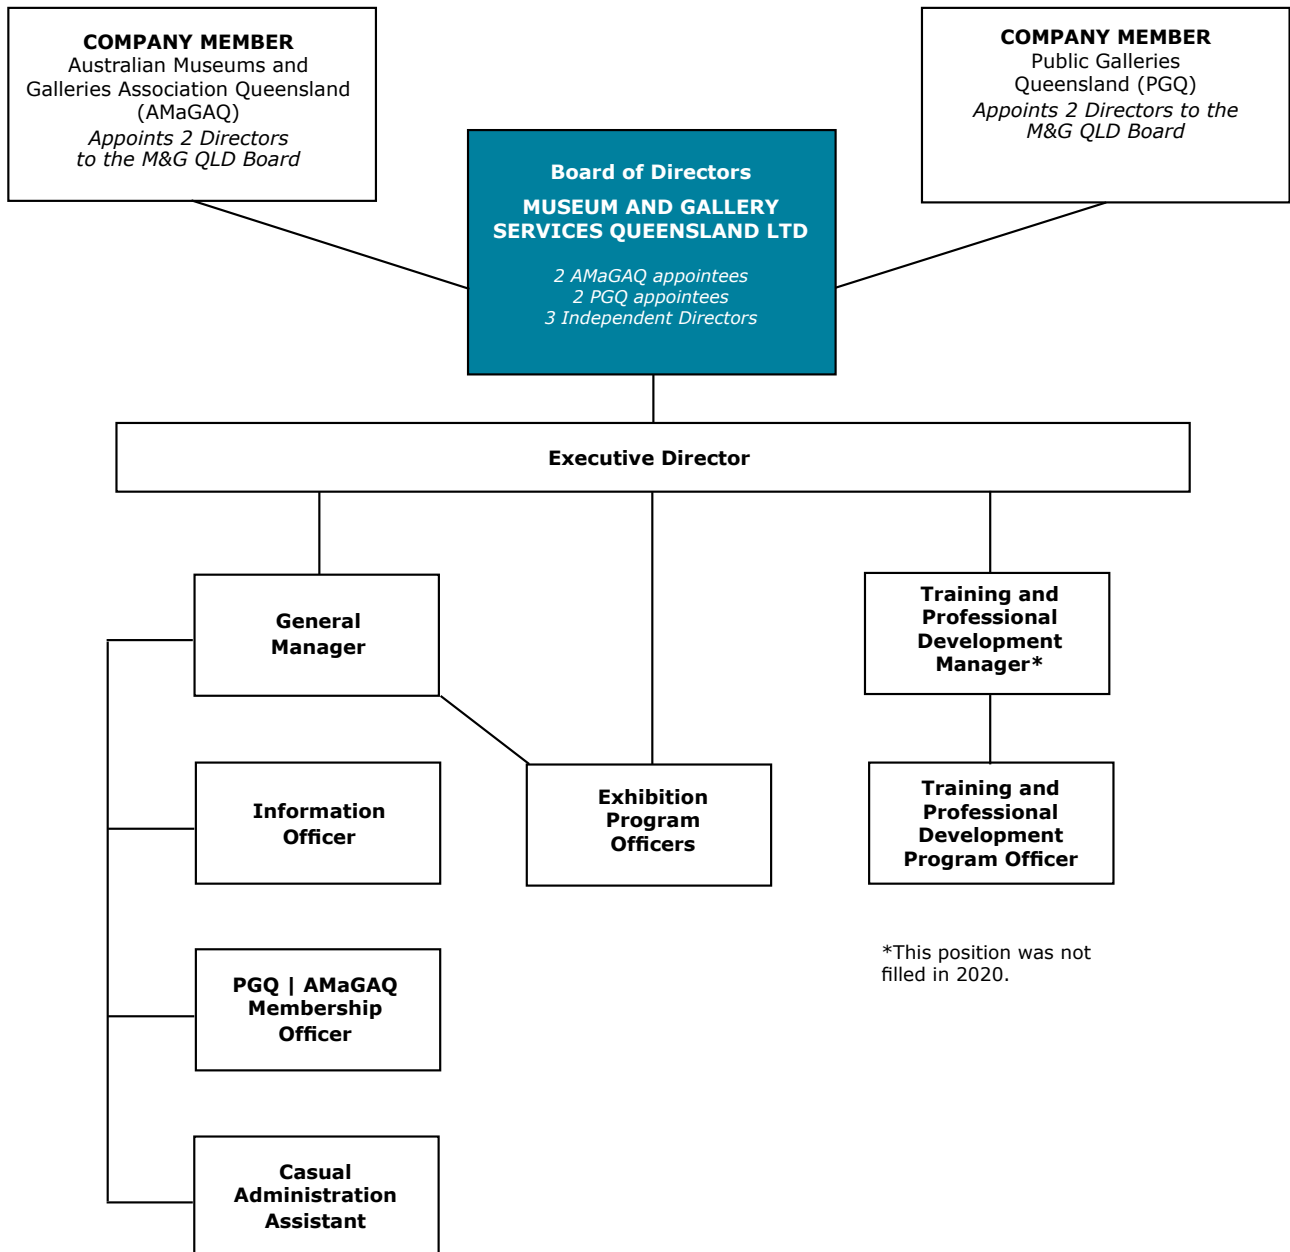 COMPANY MEMBER
Australian Museums and
Galleries Association Queensland
(AMaGAQ)
Appoints 2 Directors
to the M&G QLD Board
COMPANY MEMBER
Public Galleries
Queensland (PGQ)
Appoints 2 Directors to the
M&G QLD Board
Board of Directors
MUSEUM AND GALLERY
SERVICES QUEENSLAND LTD
2 AMaGAQ appointees
2 PGQ appointees
3 Independent Directors
Executive Director
General
Manager
Training and
Professional
Development
Manager*
Information
Officer
Exhibition
Program
Officers
Training and
Professional
Development
Program Officer
PGQ | AMaGAQ
Membership
Officer
*This position was not
filled in 2020.
Casual
Administration
Assistant